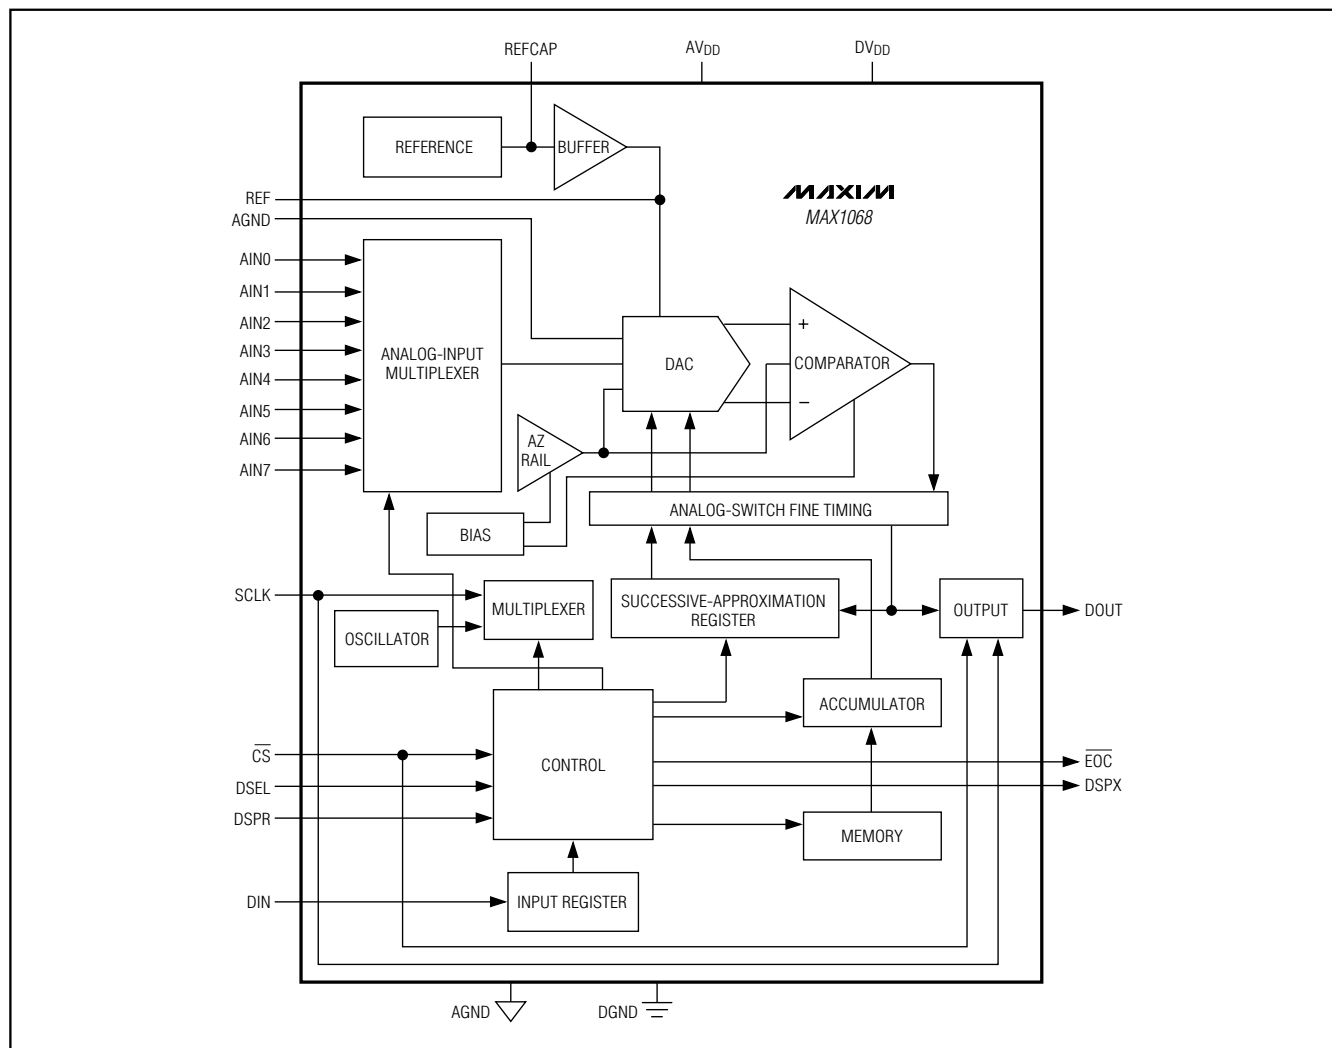 REFCAP
AVDD
DVDD
REFERENCE
BUFFER
REF
AGND
MAXIM
MAX1068
AIN0
AIN1
AIN2
AIN3
AIN4
AIN5
AIN6
AIN7
ANALOG-INPUT
MULTIPLEXER
DAC
+
COMPARATOR
−
AZ
RAIL
BIAS
ANALOG-SWITCH FINE TIMING
SCLK
MULTIPLEXER
OSCILLATOR
SUCCESSIVE-APPROXIMATION
REGISTER
OUTPUT
DOUT
ACCUMULATOR
C̅S̅
DSEL
DSPR
CONTROL
E̅O̅C̅
DSPX
MEMORY
DIN
INPUT REGISTER
AGND
DGND